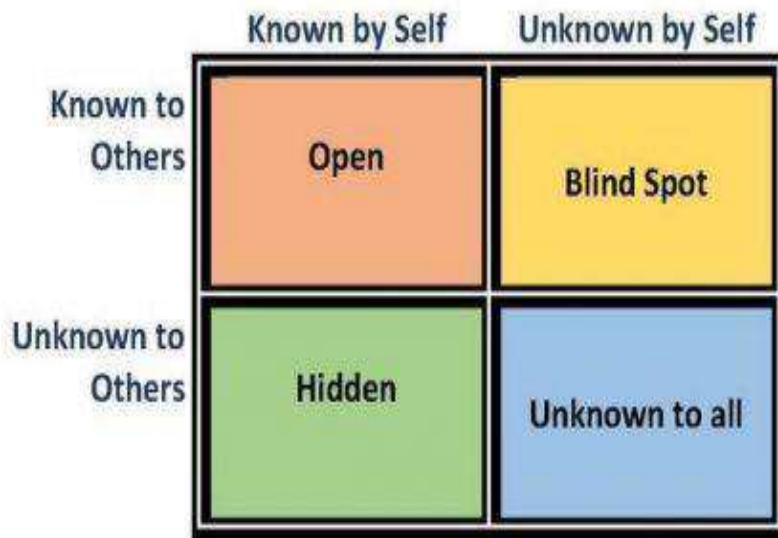 Known by Self Unknown by Self
Known to
Others
Open
Blind Spot
Unknown to
Others
Hidden
Unknown to all